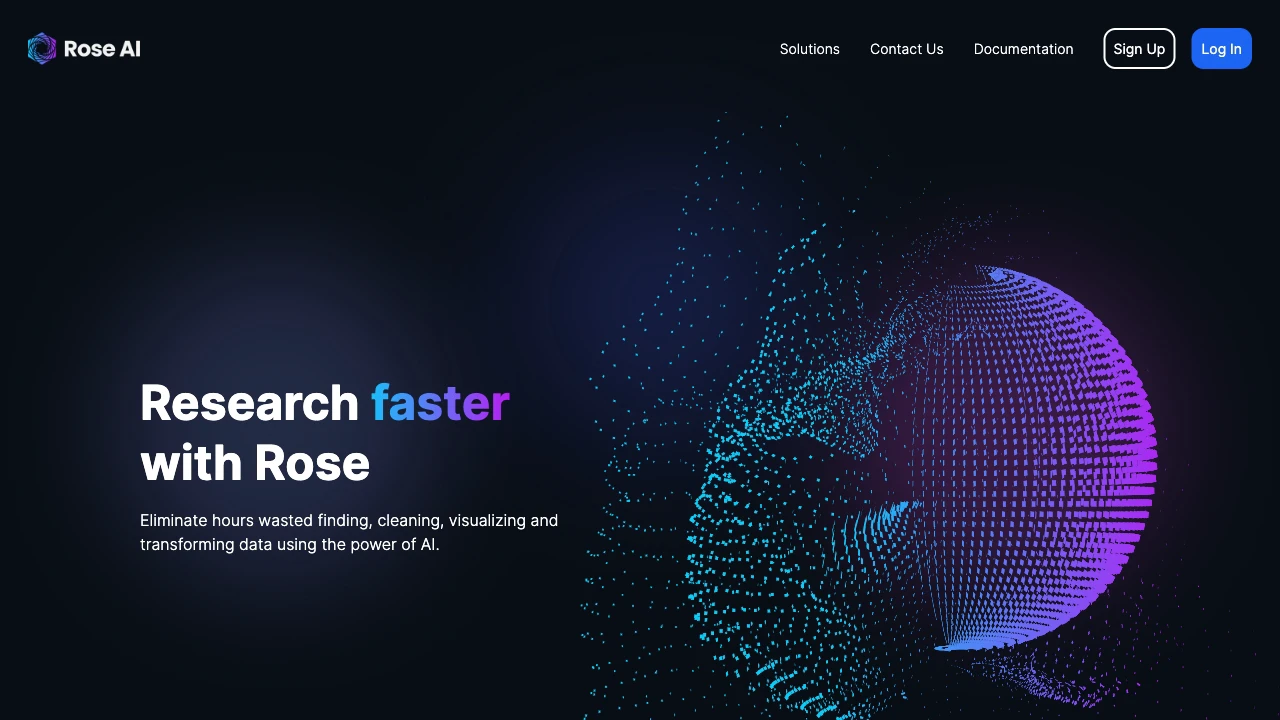 Rose AI
Solutions
Contact Us
Documentation
Sign Up
Log In
Research faster
with Rose
Eliminate hours wasted finding, cleaning, visualizing and
transforming data using the power of AI.